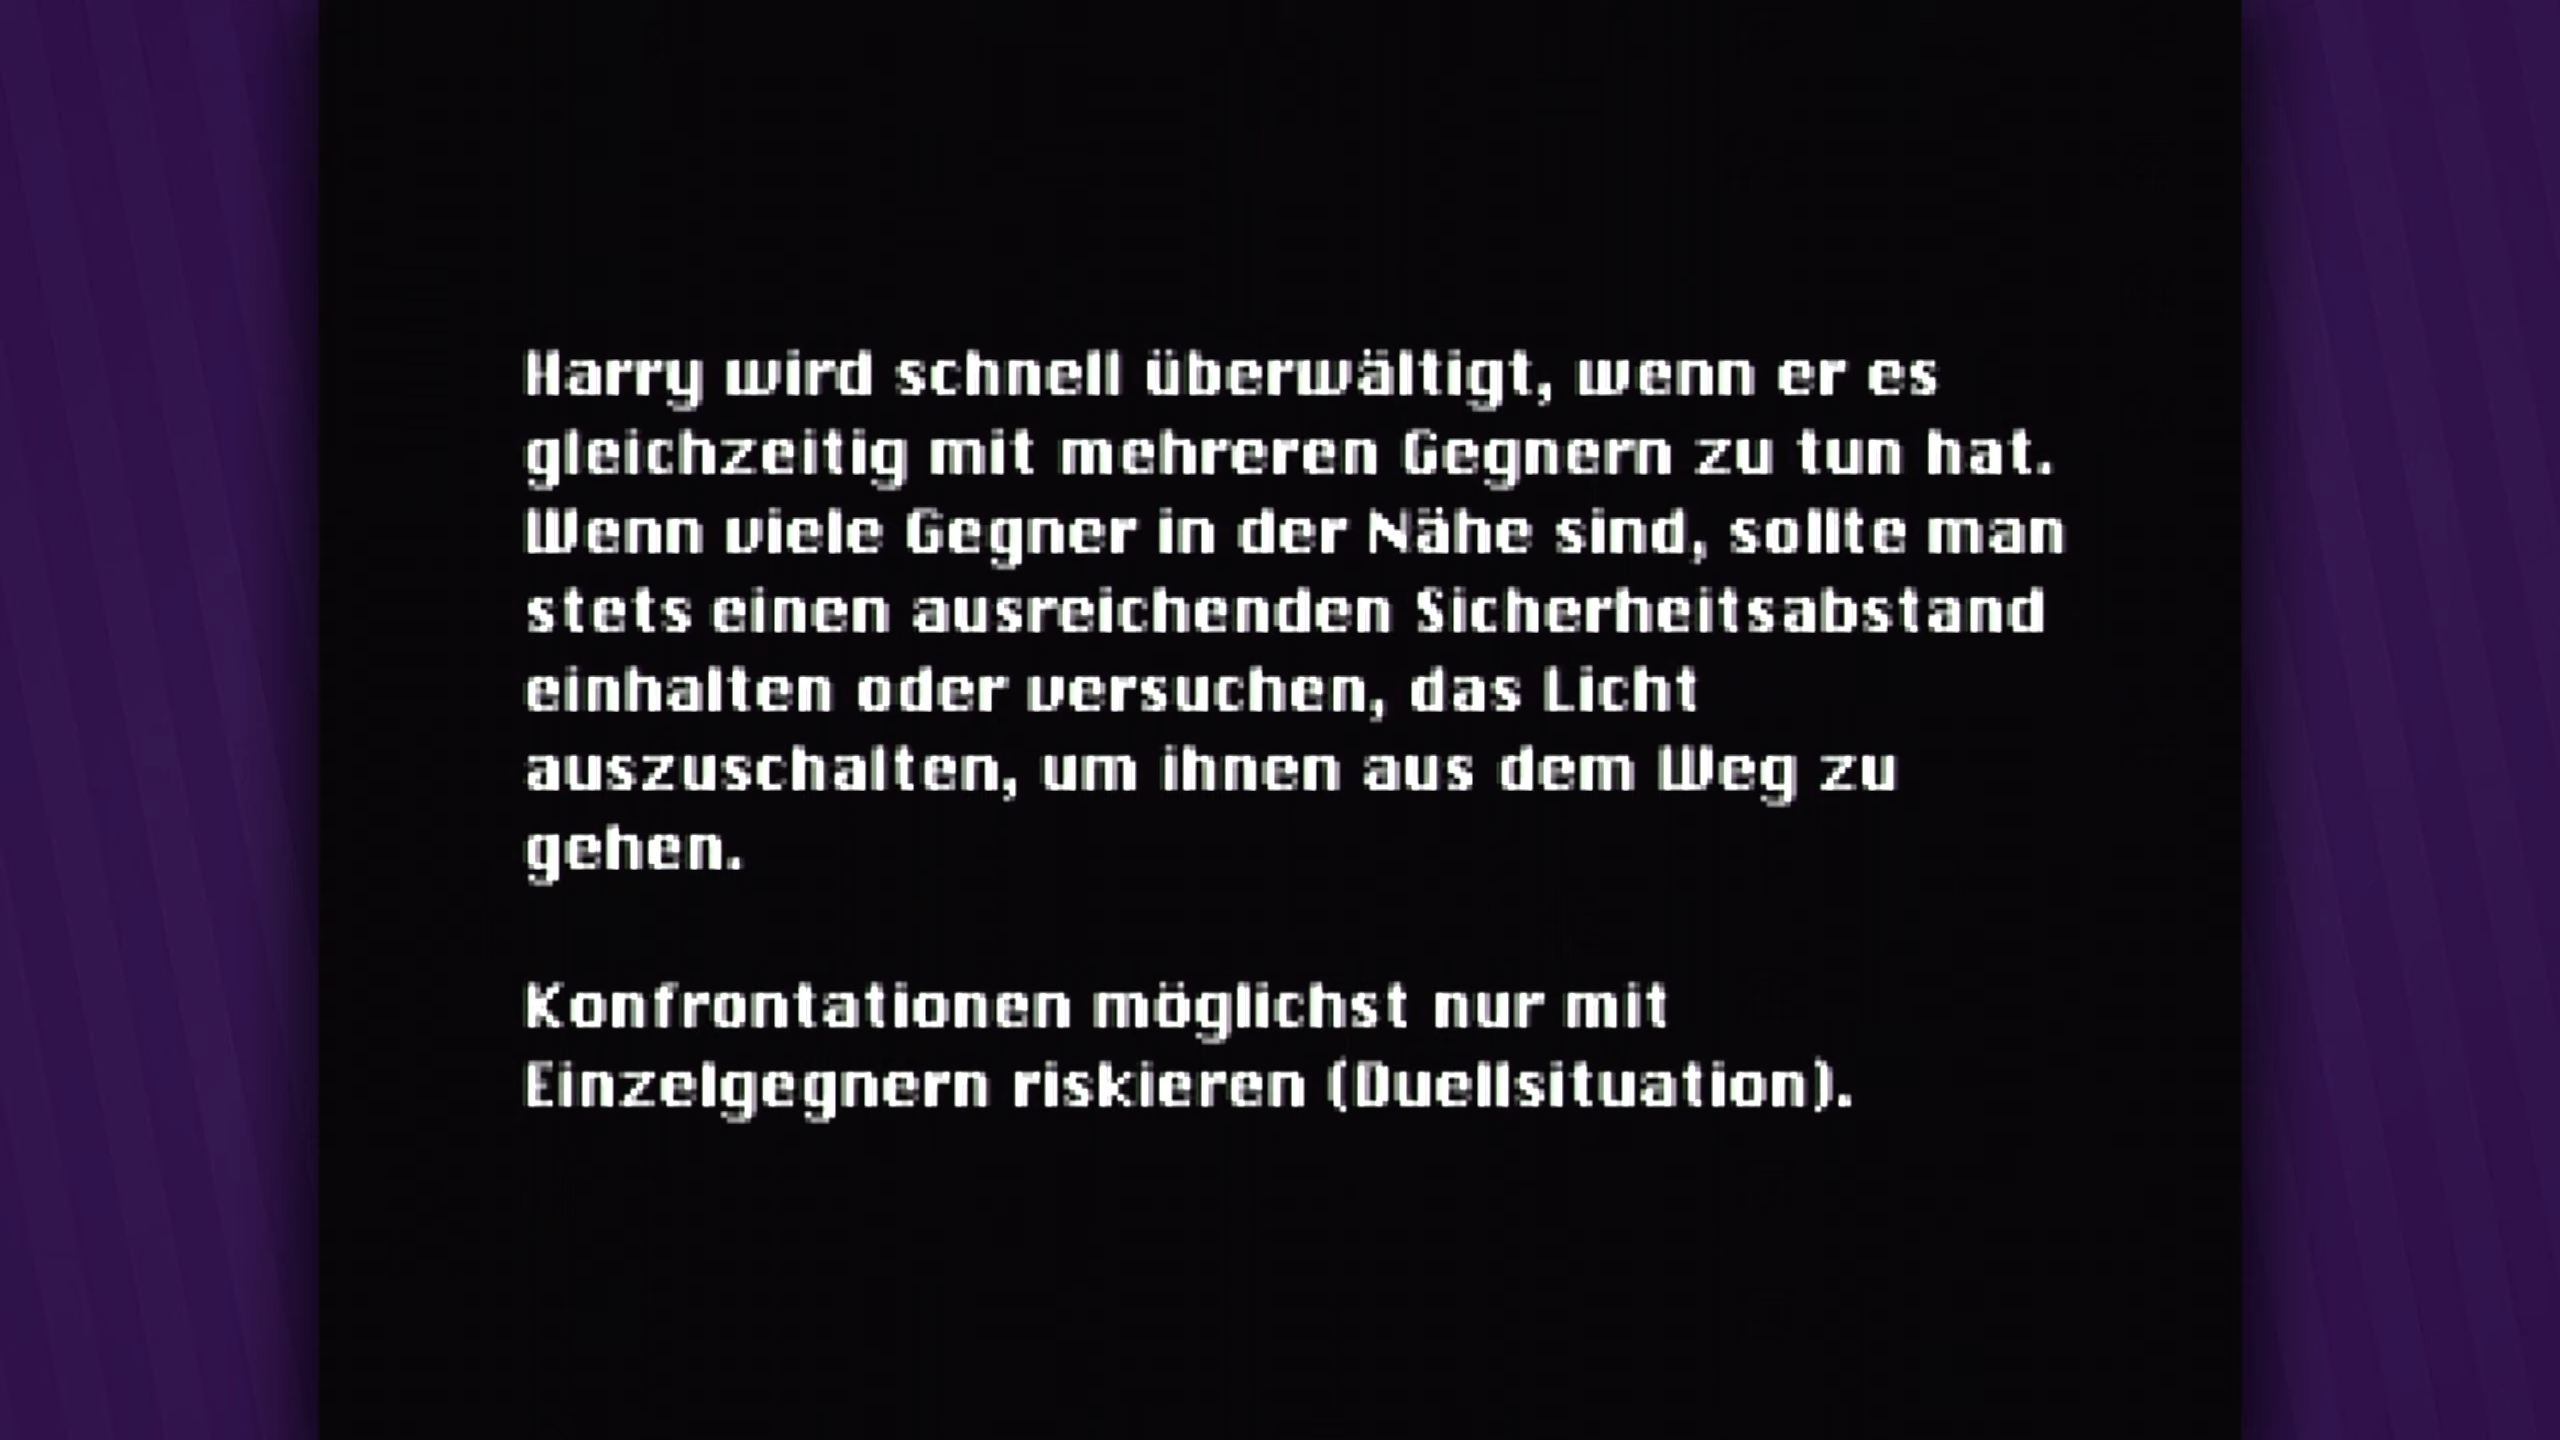 Harry wird schnell überwältigt, wenn er es
gleichzeitig mit mehreren Gegnern zu tun hat.
Wenn viele Gegner in der Nähe sind, sollte man
stets einen ausreichenden Sicherheitsabstand
einhalten oder versuchen, das Licht
auszuschalten, um ihnen aus dem Weg zu
gehen.
Konfrontationen möglichst nur mit
Einzelgegnern riskieren (Duellsituation).